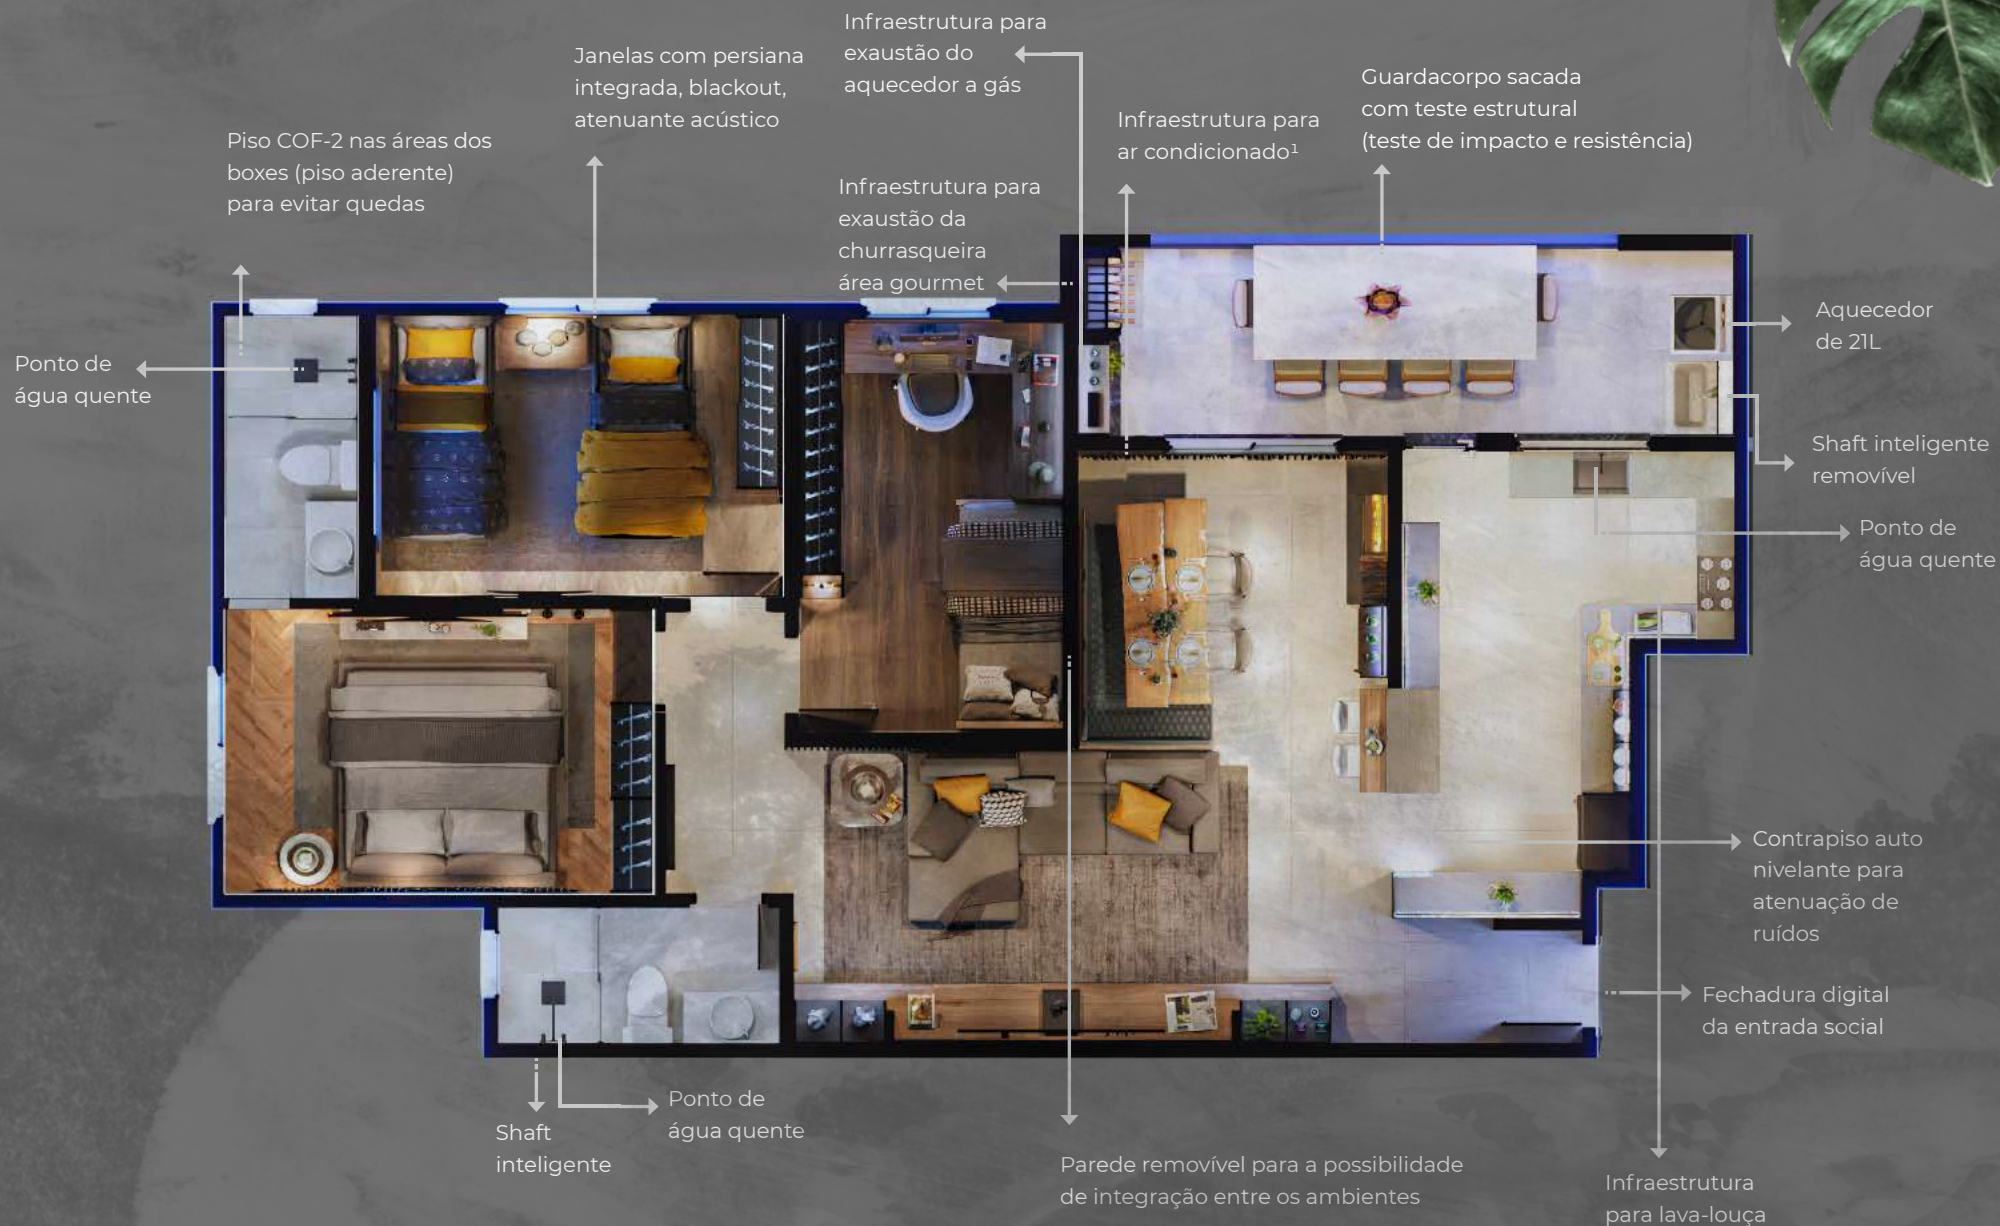 Infraestrutura para
exaustão do
aquecedor a gás
Janelas com persiana
integrada, blackout,
atenuante acústico
Guardacorpo sacada
com teste estrutural
(teste de impacto e resistência)
Infraestrutura para
ar condicionado¹
Piso COF-2 nas áreas dos
boxes (piso aderente)
para evitar quedas
Infraestrutura para
exaustão da
churrasqueira
área gourmet
Ponto de
água quente
Aquecedor
de 21L
Shaft inteligente
removível
Ponto de
água quente
Contrapiso auto
nivelante para
atenuação de
ruídos
Fechadura digital
da entrada social
Ponto de
água quente
Shaft
inteligente
Parede removível para a possibilidade
de integração entre os ambientes
Infraestrutura
para lava-louça